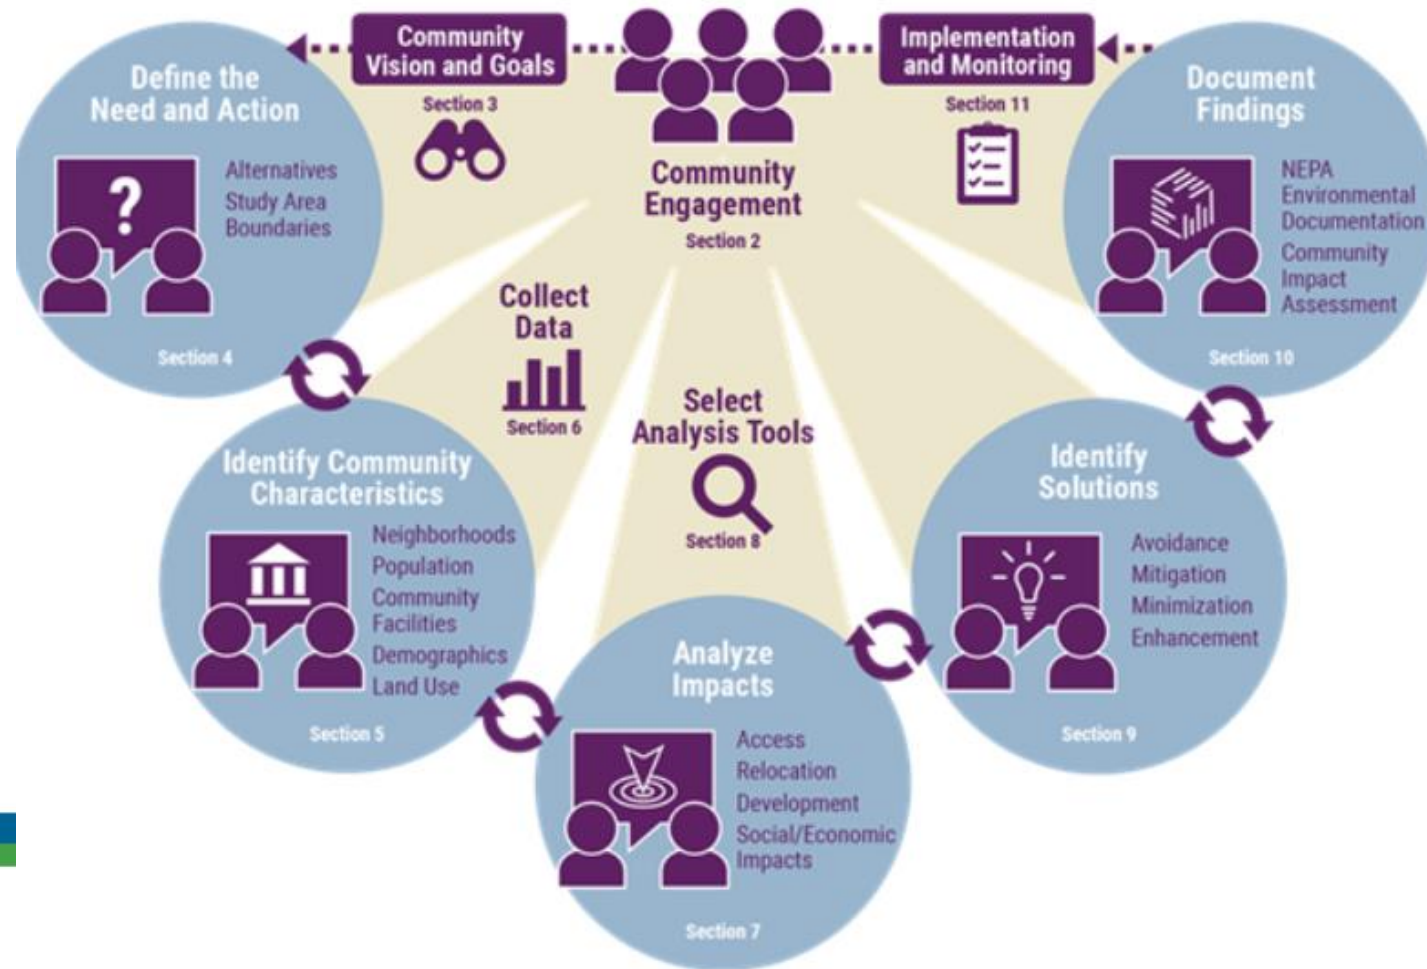 Community
Vision and Goals
Section 3
Implementation
and Monitoring
Section 11
Community
Engagement
Section 2
Define the
Need and Action
?
Alternatives
Study Area
Boundaries
Section 4
Document
Findings
NEPA
Environmental
Documentation
Community
Impact
Assessment
Section 10
Collect
Data
Section 6
Select
Analysis Tools
Section 8
Identify Community
Characteristics
Neighborhoods
Population
Community
Facilities
Demographics
Land Use
Section 5
Analyze
Impacts
Access
Relocation
Development
Social/Economic
Impacts
Section 7
Identify
Solutions
Avoidance
Mitigation
Minimization
Enhancement
Section 9